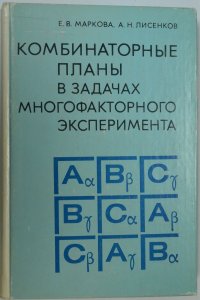 Е. В. МАРКОВА, А. Н. ЛИСЕНКОВ
КОМБИНАТОРНЫЕ
ПЛАНЫ
В ЗАДАЧАХ
МНОГОФАКТОРНОГО
ЭКСПЕРИМЕНТА
Aα Bβ Cγ
Bγ Cα Aβ
Cβ Aγ Bα